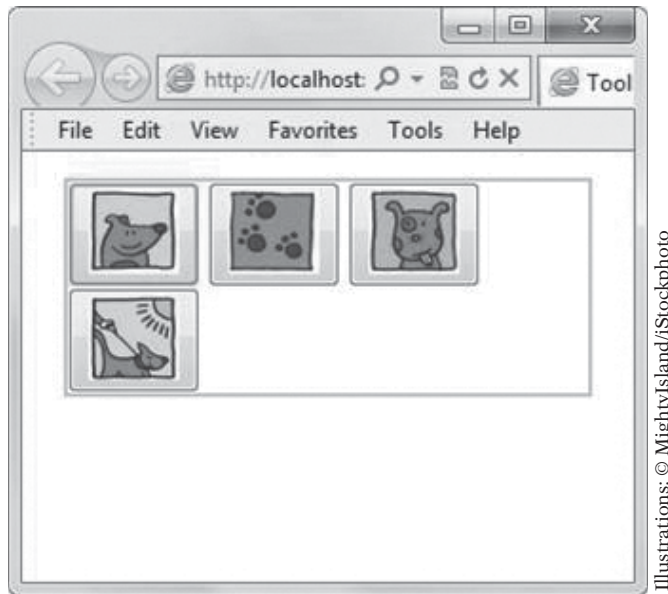 http://localhost:
Tool
File Edit View Favorites Tools Help
Illustrations: © MightyIsland/iStockphoto